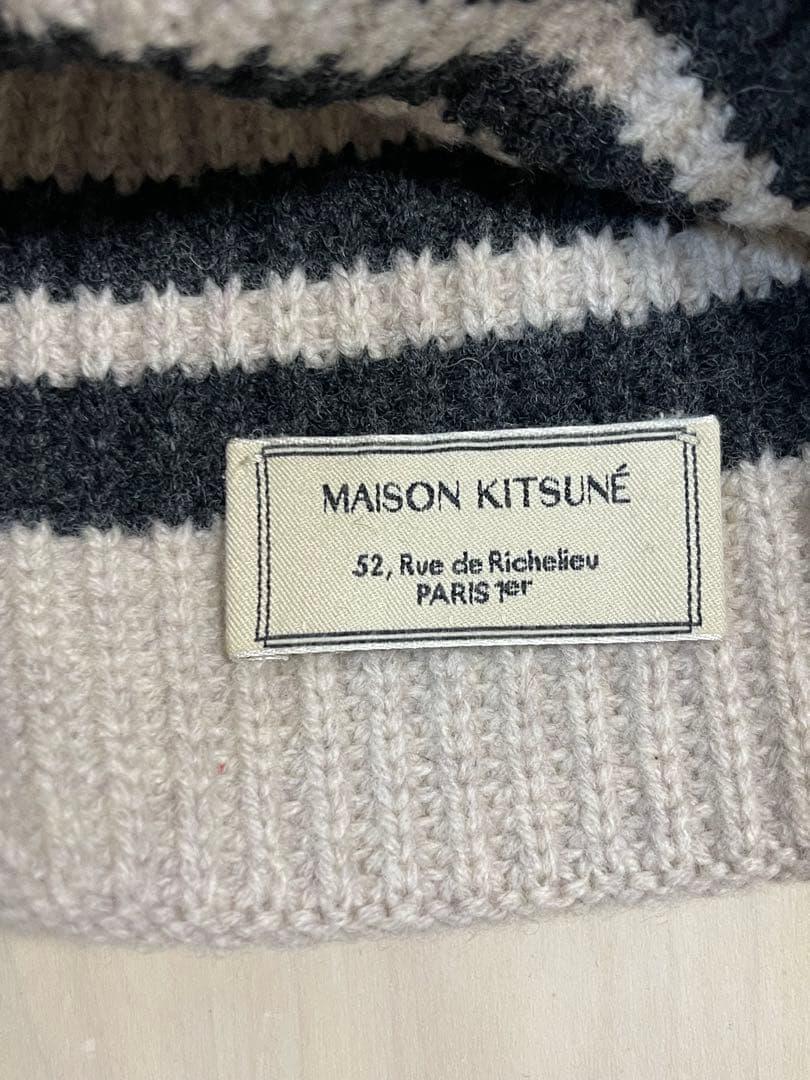 MAISON KITSUNÉ
52, Rue de Richelieu
PARIS 1er